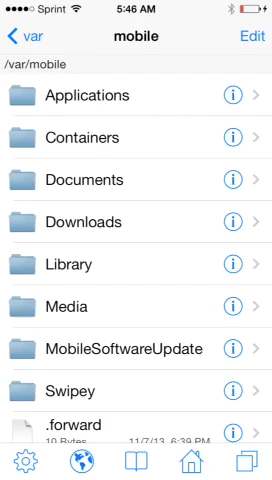 Sprint 5:46 AM
var mobile Edit
/var/mobile
Applications
Containers
Documents
Downloads
Library
Media
MobileSoftwareUpdate
Swipey
.forward
10 Bytes 11/7/13, 6:39 PM